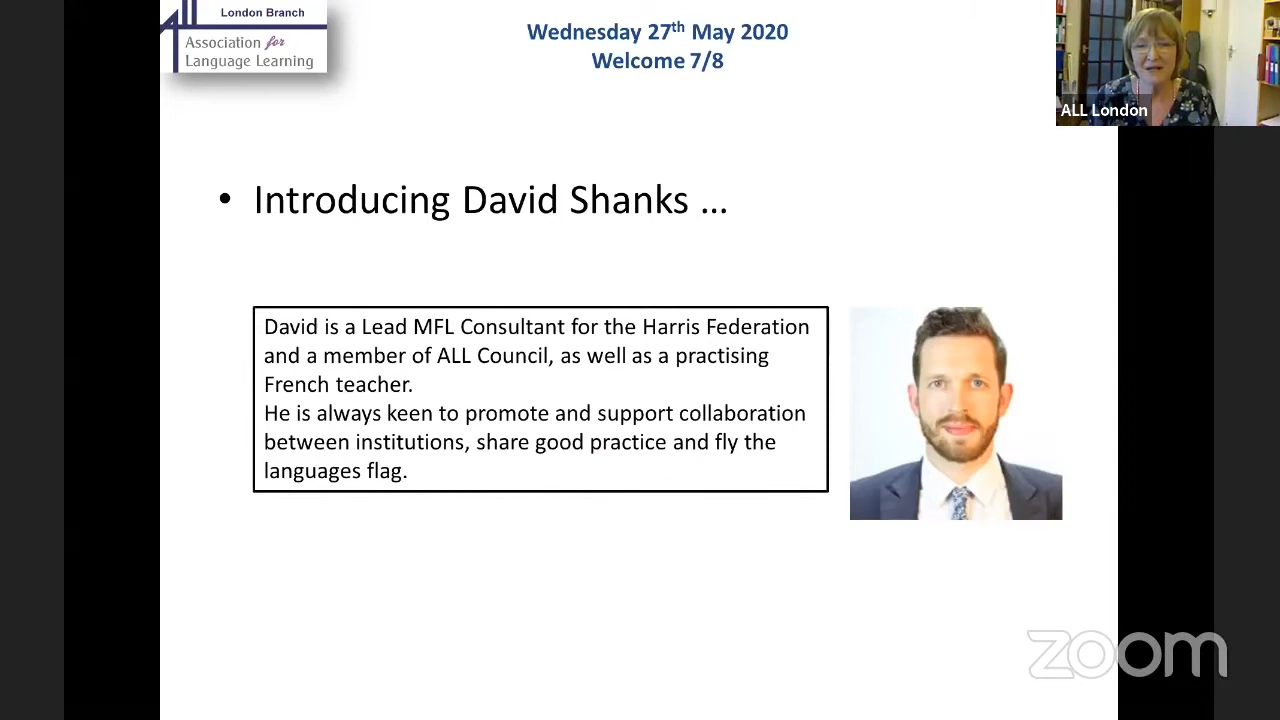 London Branch
Association for
Language Learning
Wednesday 27th May 2020
Welcome 7/8
ALL London
• Introducing David Shanks ...
David is a Lead MFL Consultant for the Harris Federation
and a member of ALL Council, as well as a practising
French teacher.
He is always keen to promote and support collaboration
between institutions, share good practice and fly the
languages flag.
zoom